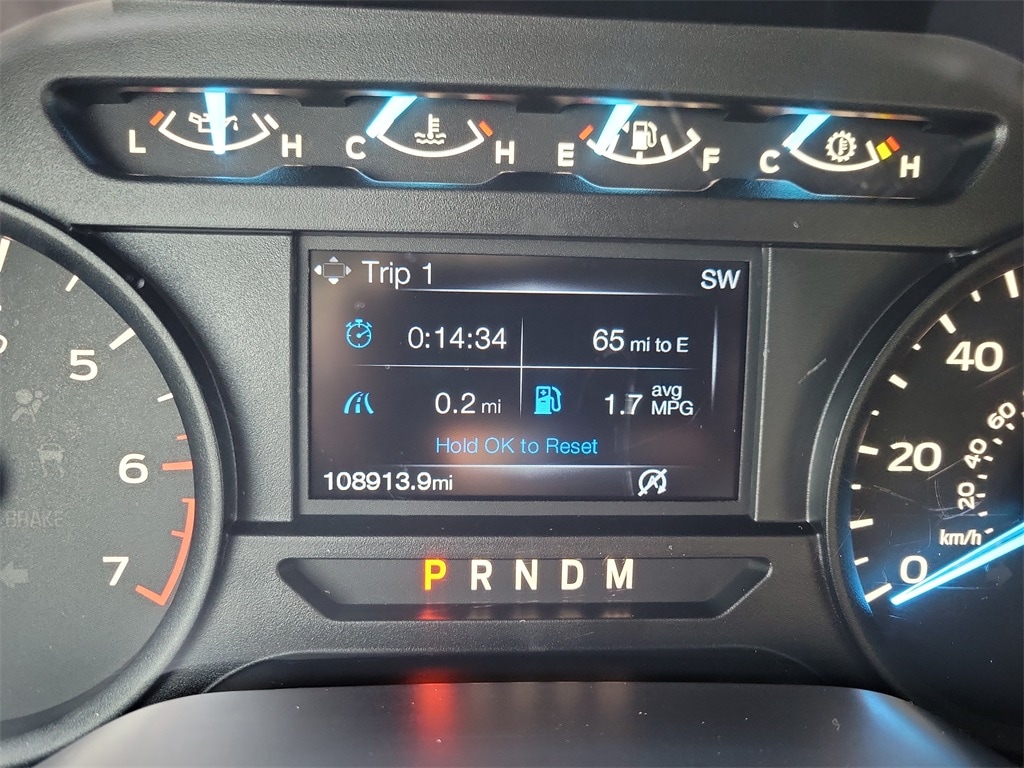 L H C H E F C H
Trip 1 SW
0:14:34 65 mi to E
0.2 mi 1.7 avg MPG
Hold OK to Reset
108913.9mi
P R N D M
5
6
7
BRAKE
40
20
0
60
40
20
km/h